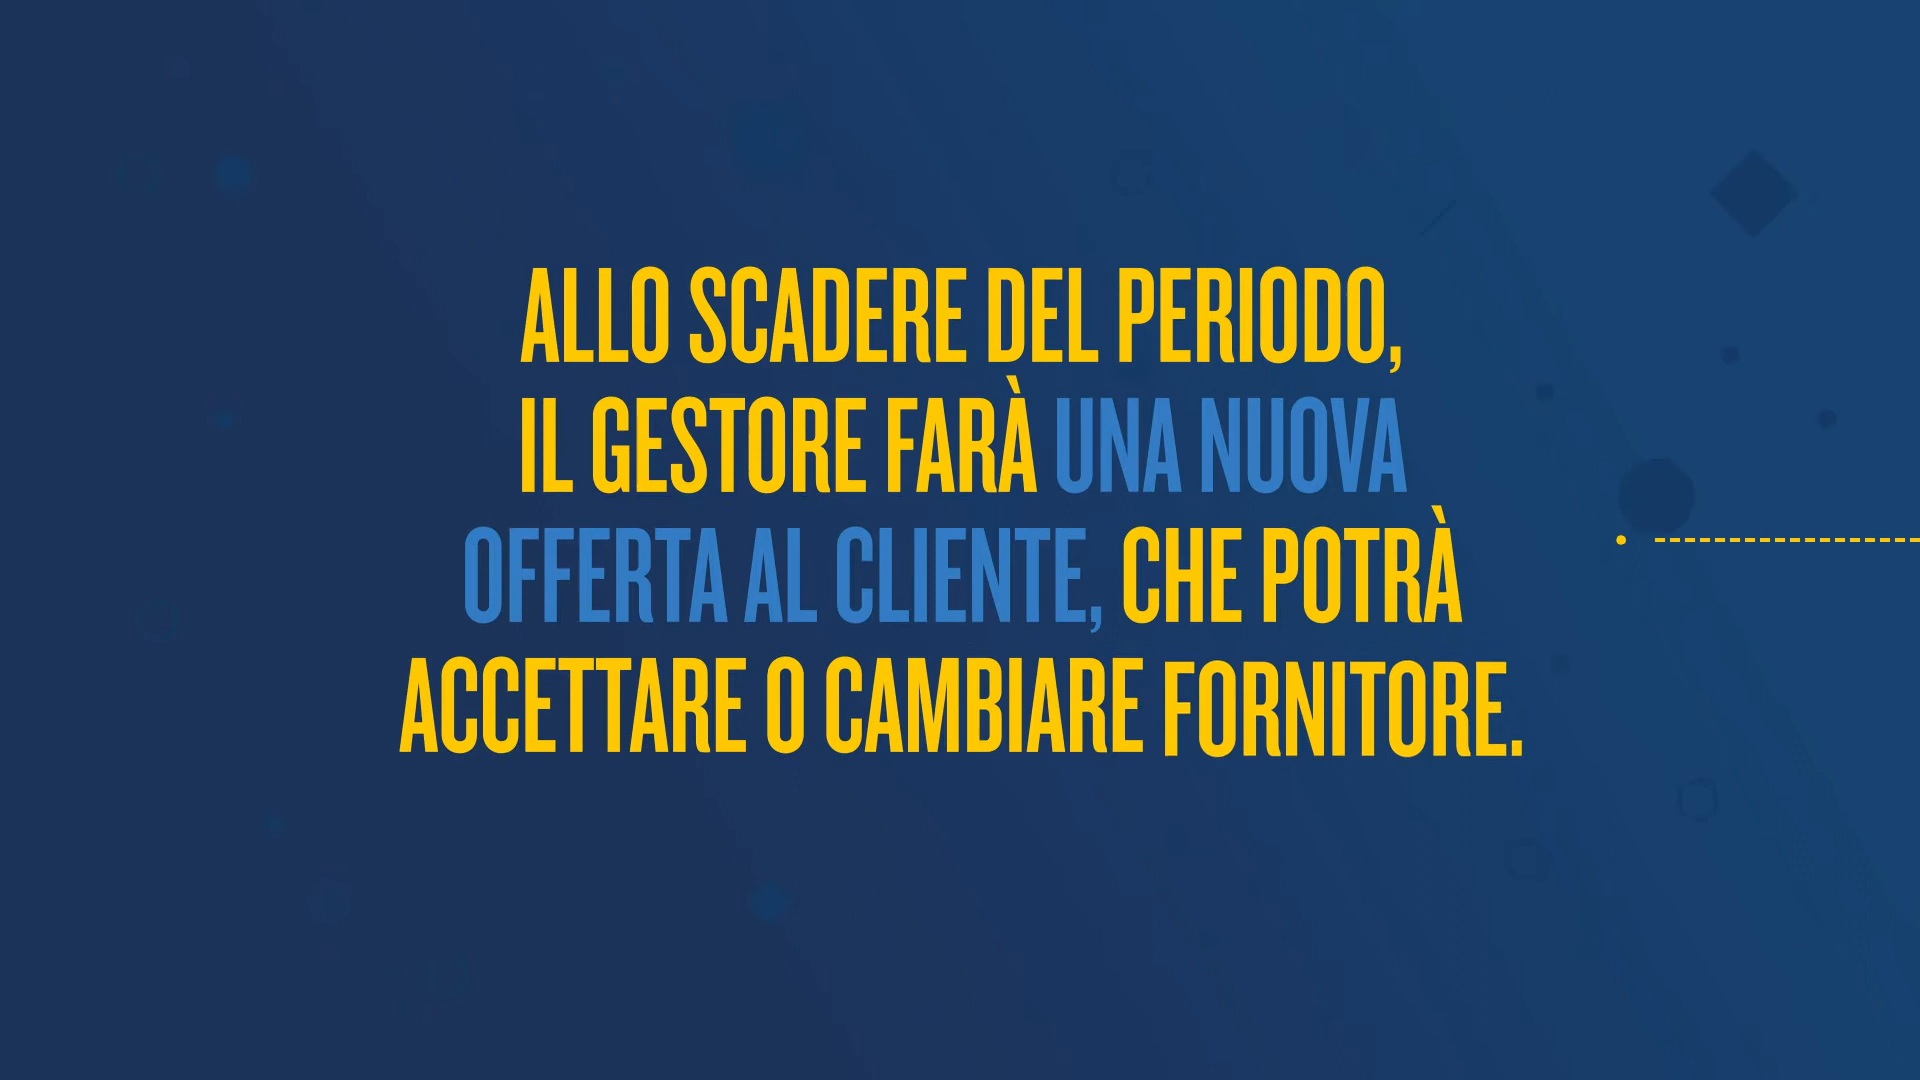 ALLO SCADERE DEL PERIODO,
IL GESTORE FARÀ UNA NUOVA
OFFERTA AL CLIENTE, CHE POTRÀ
ACCETTARE O CAMBIARE FORNITORE.